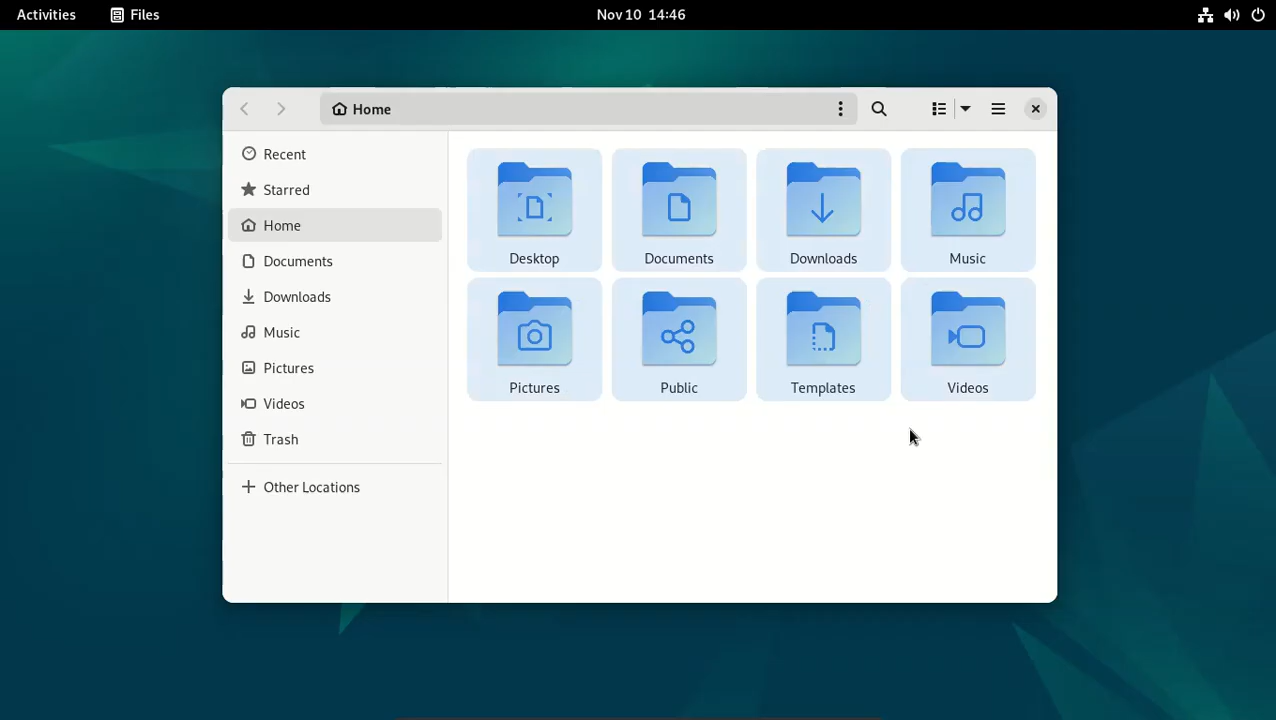 Activities
Files
Nov 10 14:46
Home
Recent
Starred
Home
Documents
Downloads
Music
Pictures
Videos
Trash
Other Locations
Desktop
Documents
Downloads
Music
Pictures
Public
Templates
Videos